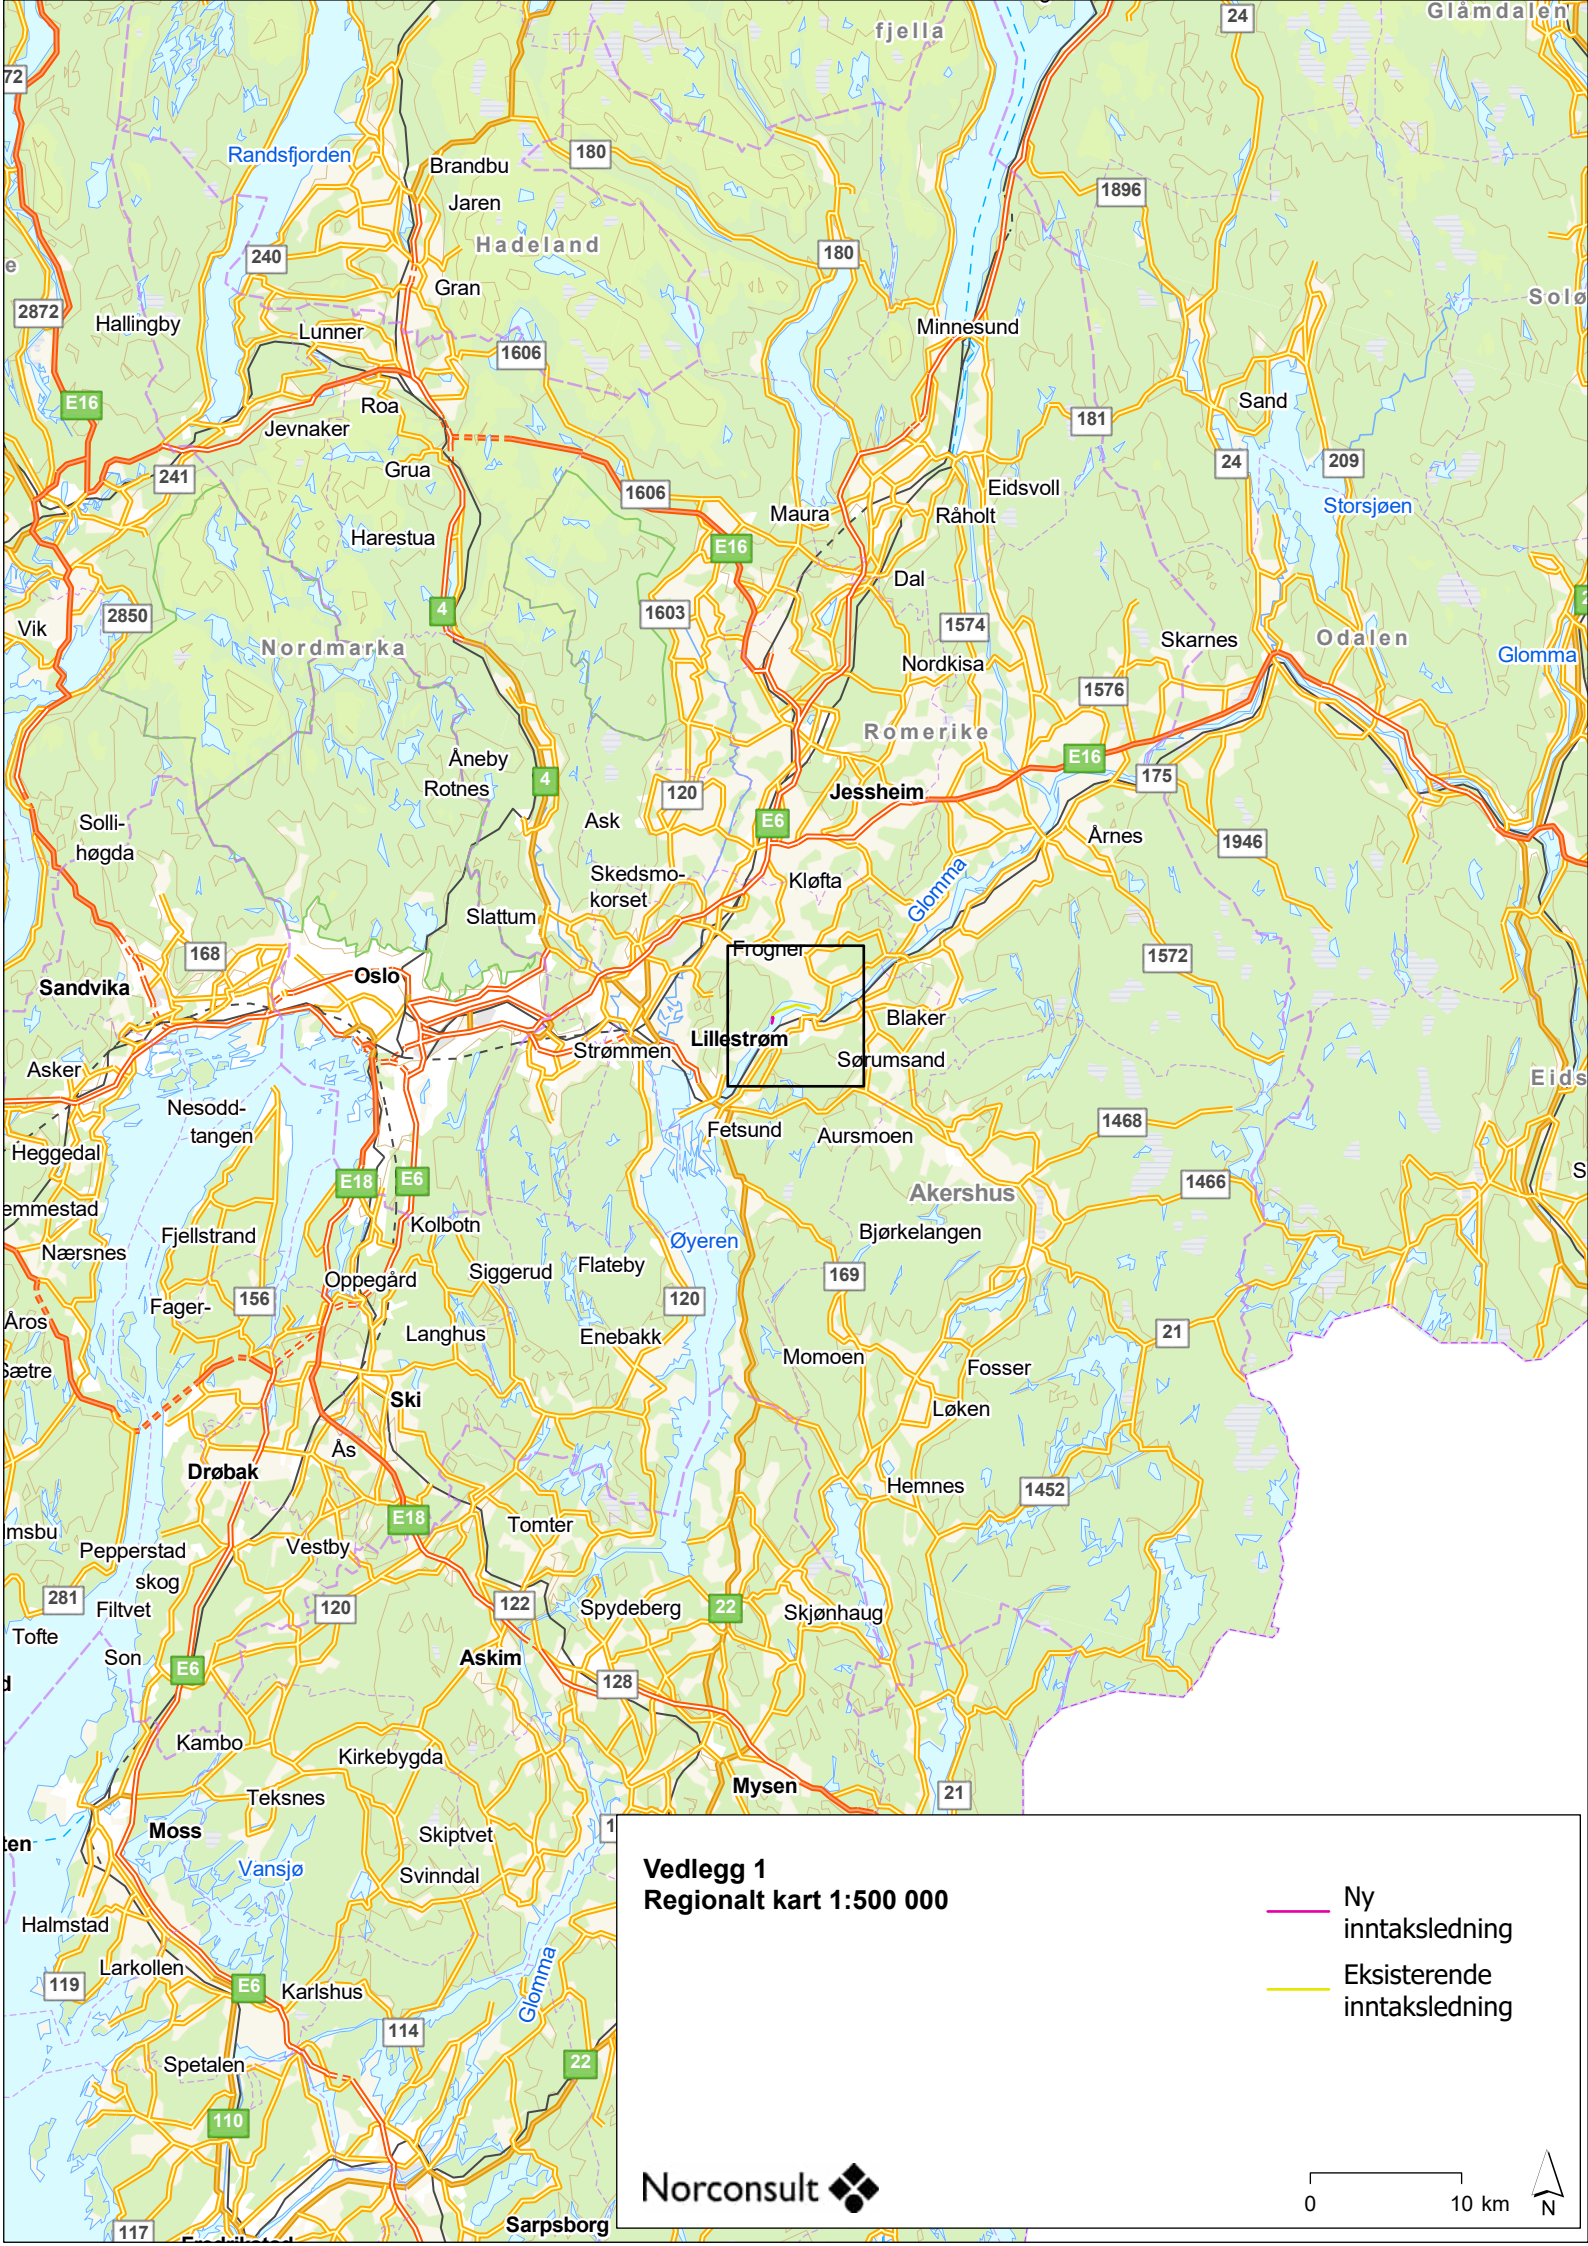 24
Glåmdalen
fjella
72
Randsfjorden
180
Brandbu
1896
Jaren
Hadeland
240
180
e
Gran
Solø
2872
Hallingby
Lunner
Minnesund
1606
E16
Roa
Sand
Jevnaker
181
Grua
241
24
209
1606
Eidsvoll
Storsjøen
Maura
Råholt
Harestua
E16
Dal
4
2850
1603
1574
Vik
Skarnes
Odalen
Nordmarka
Glomma
Nordkisa
1576
Romerike
Åneby
E16
4
175
Rotnes
120
Jessheim
Solli-
høgda
Ask
E6
Årnes
1946
Skedsmo-
korset
Kløfta
Glomma
Slattum
168
Frogner
1572
Oslo
Sandvika
Blaker
Lillestrøm
Strømmen
Sørumsand
Asker
Eids
Nesodd-
tangen
1468
Fetsund
Aursmoen
Heggedal
E18
E6
1466
S
Akershus
emmestad
Kolbotn
Fjellstrand
Bjørkelangen
Nærsnes
Øyeren
Siggerud
Flateby
Oppegård
169
Fager-
156
120
Åros
Langhus
Enebakk
21
Momoen
Sætre
Fosser
Ski
Løken
Ås
Drøbak
Hemnes
1452
E18
Tomter
lmsbu
Vestby
Pepperstad
skog
281
Filtvet
120
122
Spydeberg
22
Skjønhaug
Tofte
Son
Askim
E6
d
128
Kambo
Kirkebygda
Mysen
Teksnes
21
Moss
Skiptvet
1
ten
Vansjø
Svinndal
Halmstad
Larkollen
119
E6
Karlshus
Glomma
114
Spetalen
22
110
117
Sarpsborg
Fredrikstad
Vedlegg 1
Regionalt kart 1:500 000
Ny
inntaksledning
Eksisterende
inntaksledning
Norconsult
0
10 km
N